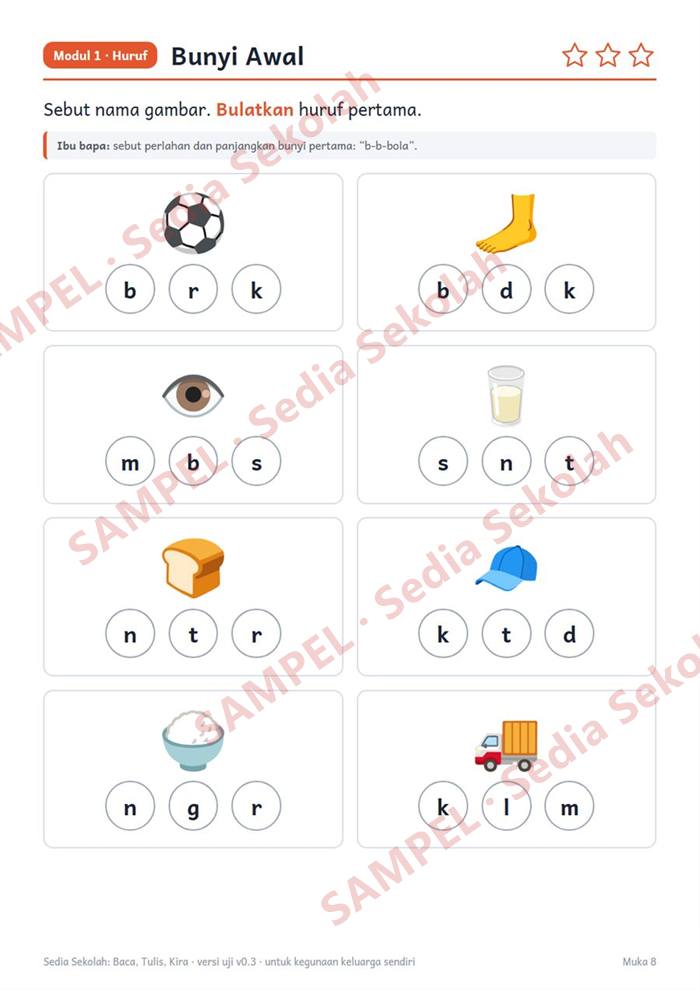 Modul 1 · Huruf Bunyi Awal
Sebut nama gambar. Bulatkan huruf pertama.
Ibu bapa: sebut perlahan dan panjangkan bunyi pertama: "b-b-bola".
b r k
b d k
m b s
s n t
n t r
k t d
n g r
k l m
SAMPEL · Sedia Sekolah
SAMPEL · Sedia Sekolah
SAMPEL · Sedia Sekolah
SAMPEL · Sedia Sekolah
Sedia Sekolah: Baca, Tulis, Kira · versi uji v0.3 · untuk kegunaan keluarga sendiri
Muka 8